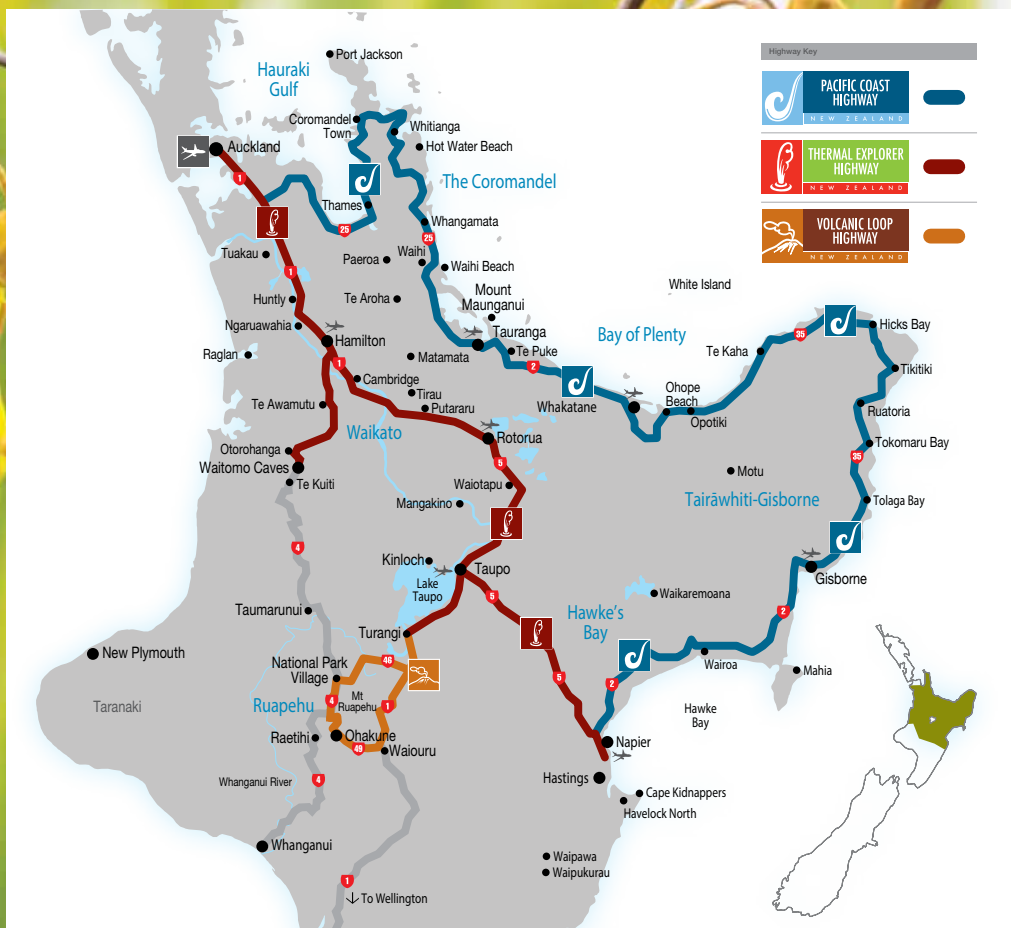 Highway Key
PACIFIC COAST
HIGHWAY
NEW ZEALAND
THERMAL EXPLORER
HIGHWAY
NEW ZEALAND
VOLCANIC LOOP
HIGHWAY
NEW ZEALAND
Port Jackson
Hauraki
Gulf
Coromandel
Town
Whitianga
Hot Water Beach
Auckland
1
The Coromandel
Thames
25
Whangamata
25
Tuakau
1
Paeroa
Waihi
Waihi Beach
Huntly
Te Aroha
Mount
Maunganui
White Island
Ngaruawahia
Tauranga
Bay of Plenty
35
Hicks Bay
Hamilton
Raglan
Matamata
Te Puke
Te Kaha
1
2
Tikitiki
Cambridge
Tirau
Putararu
Whakatane
Ohope
Beach
Opotiki
Ruatoria
Te Awamutu
Waikato
Rotorua
Tokomaru Bay
Otorohanga
5
35
Waitomo Caves
Te Kuiti
Waiotapu
Motu
Tairāwhiti-Gisborne
Tolaga Bay
Mangakino
4
Kinloch
Taupo
Lake
Taupo
Gisborne
5
Waikaremoana
Taumarunui
Hawke's
Bay
2
Turangi
New Plymouth
National Park
Village
46
Wairoa
Mahia
5
2
Taranaki
Ruapehu
4
Mt
Ruapehu
1
Hawke
Bay
Raetihi
Ohakune
49
Waiouru
Napier
Whanganui River
4
Hastings
Cape Kidnappers
Havelock North
Whanganui
Waipawa
Waipukurau
1
To Wellington